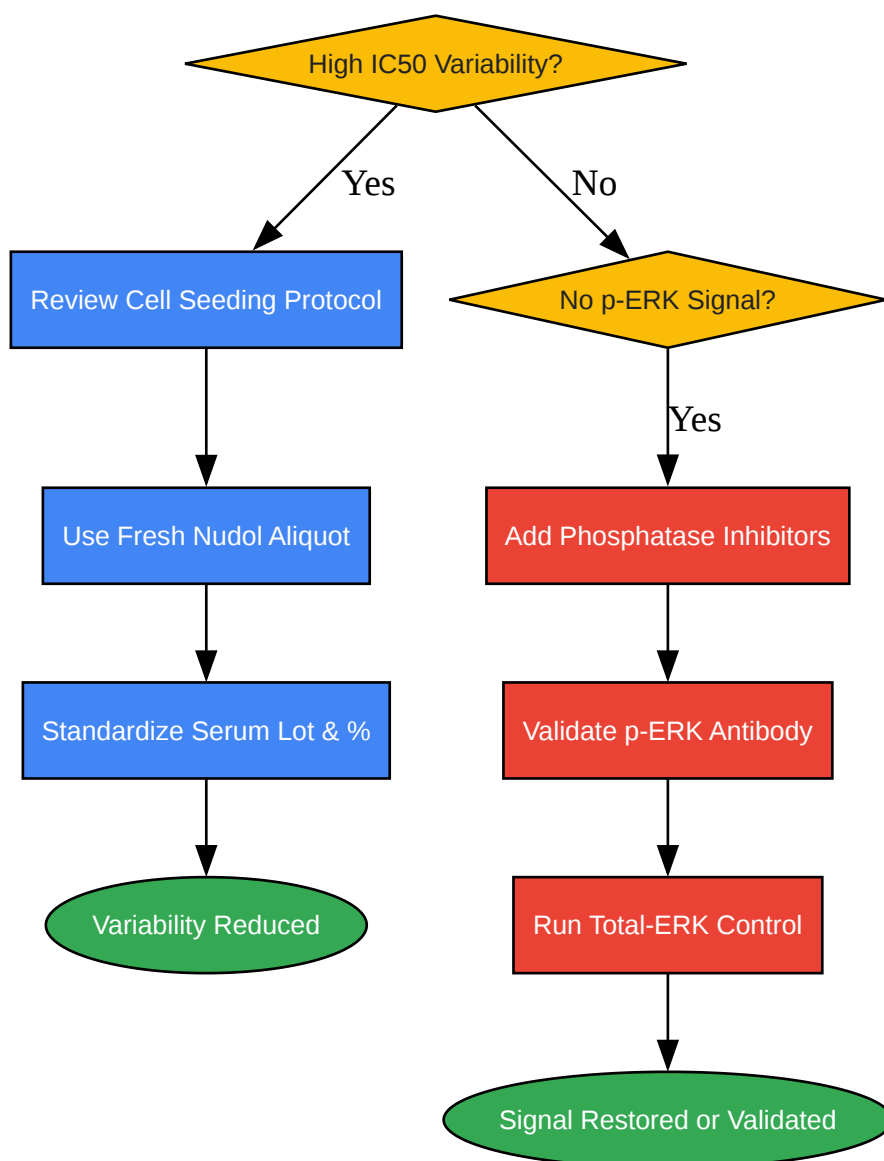 High IC50 Variability?
Yes
No
Review Cell Seeding Protocol
No p-ERK Signal?
Yes
Use Fresh Nudol Aliquot
Add Phosphatase Inhibitors
Standardize Serum Lot & %
Validate p-ERK Antibody
Variability Reduced
Run Total-ERK Control
Signal Restored or Validated